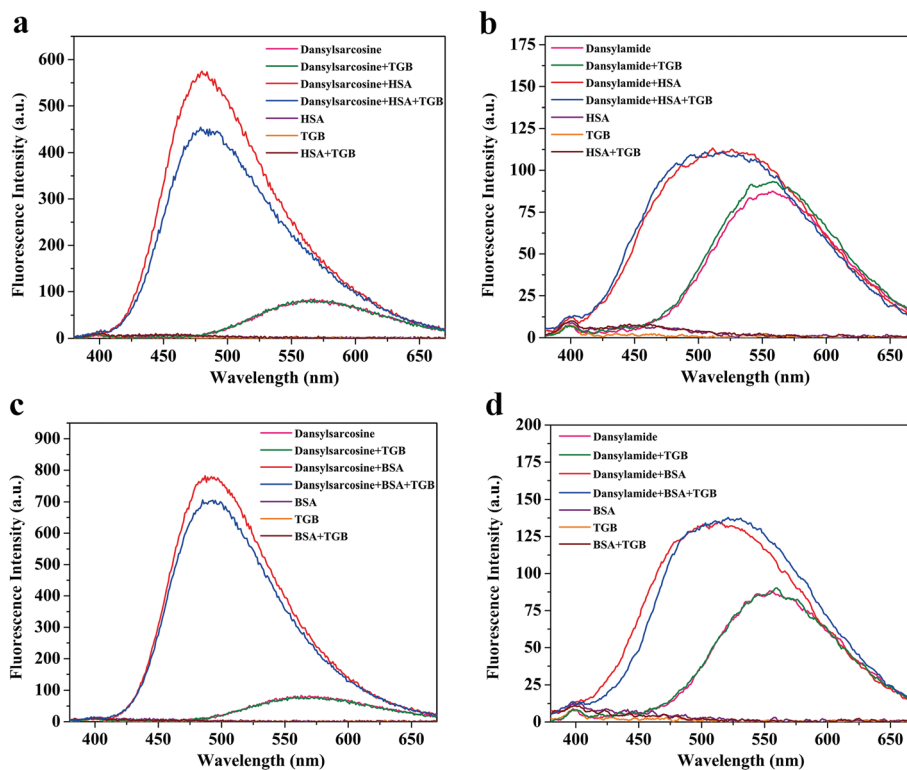 a
Fluorescence Intensity (a.u.)
600
500
400
300
200
100
0
400 450 500 550 600 650
Wavelength (nm)
Dansylsarcosine
Dansylsarcosine+TGB
Dansylsarcosine+HSA
Dansylsarcosine+HSA+TGB
HSA
TGB
HSA+TGB
b
Fluorescence Intensity (a.u.)
175
150
125
100
75
50
25
0
400 450 500 550 600 650
Wavelength (nm)
Dansylamide
Dansylamide+TGB
Dansylamide+HSA
Dansylamide+HSA+TGB
HSA
TGB
HSA+TGB
c
Fluorescence Intensity (a.u.)
900
800
700
600
500
400
300
200
100
0
400 450 500 550 600 650
Wavelength (nm)
Dansylsarcosine
Dansylsarcosine+TGB
Dansylsarcosine+BSA
Dansylsarcosine+BSA+TGB
BSA
TGB
BSA+TGB
d
Fluorescence Intensity (a.u.)
200
175
150
125
100
75
50
25
0
400 450 500 550 600 650
Wavelength (nm)
Dansylamide
Dansylamide+TGB
Dansylamide+BSA
Dansylamide+BSA+TGB
BSA
TGB
BSA+TGB